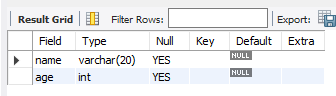 Result Grid Filter Rows: Export:
Field Type Null Key Default Extra
name varchar(20) YES NULL
age int YES NULL